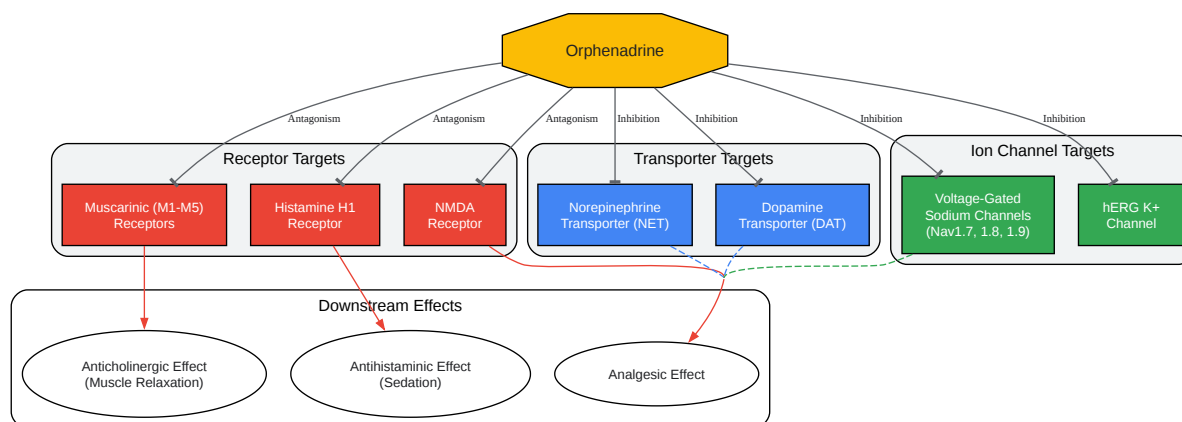 Orphenadrine
Antagonism
Antagonism
Antagonism
Inhibition
Inhibition
Inhibition
Inhibition
Receptor Targets
Transporter Targets
Ion Channel Targets
Muscarinic (M1-M5)
Receptors
Histamine H1
Receptor
NMDA
Receptor
Norepinephrine
Transporter (NET)
Dopamine
Transporter (DAT)
Voltage-Gated
Sodium Channels
(Nav1.7, 1.8, 1.9)
hERG K+
Channel
Downstream Effects
Anticholinergic Effect
(Muscle Relaxation)
Antihistaminic Effect
(Sedation)
Analgesic Effect